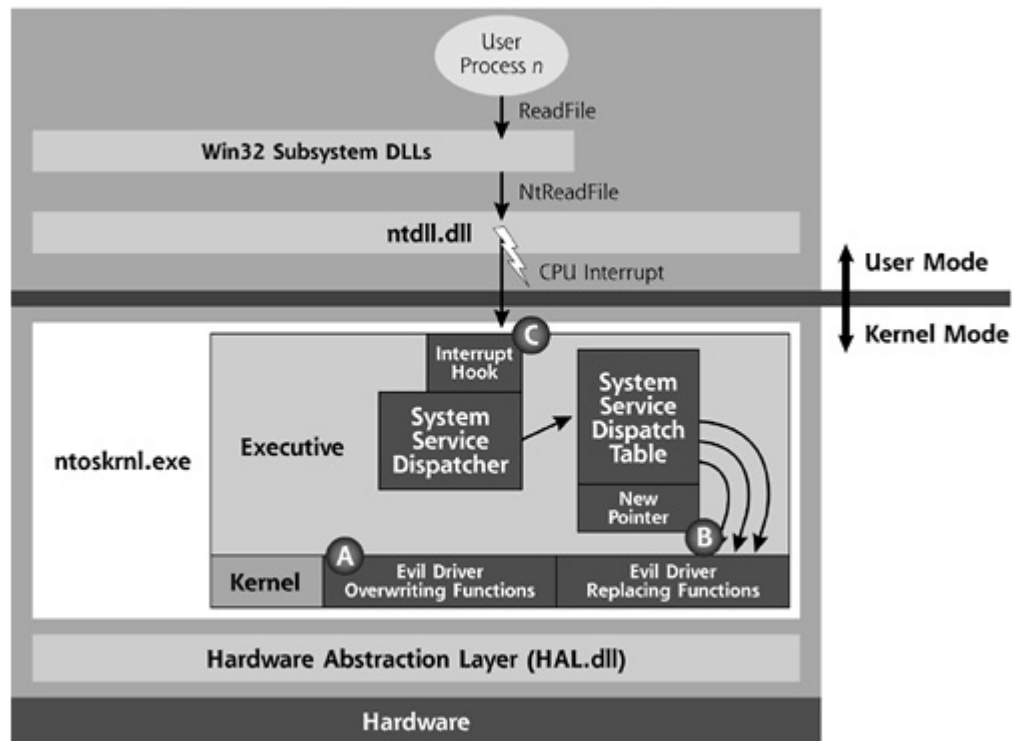 User
Process n
ReadFile
Win32 Subsystem DLLs
NtReadFile
ntdll.dll
CPU Interrupt
User Mode
Kernel Mode
C
Interrupt
Hook
System
Service
Dispatcher
System
Service
Dispatch
Table
New
Pointer
ntoskrnl.exe
Executive
A
B
Kernel
Evil Driver
Overwriting Functions
Evil Driver
Replacing Functions
Hardware Abstraction Layer (HAL.dll)
Hardware